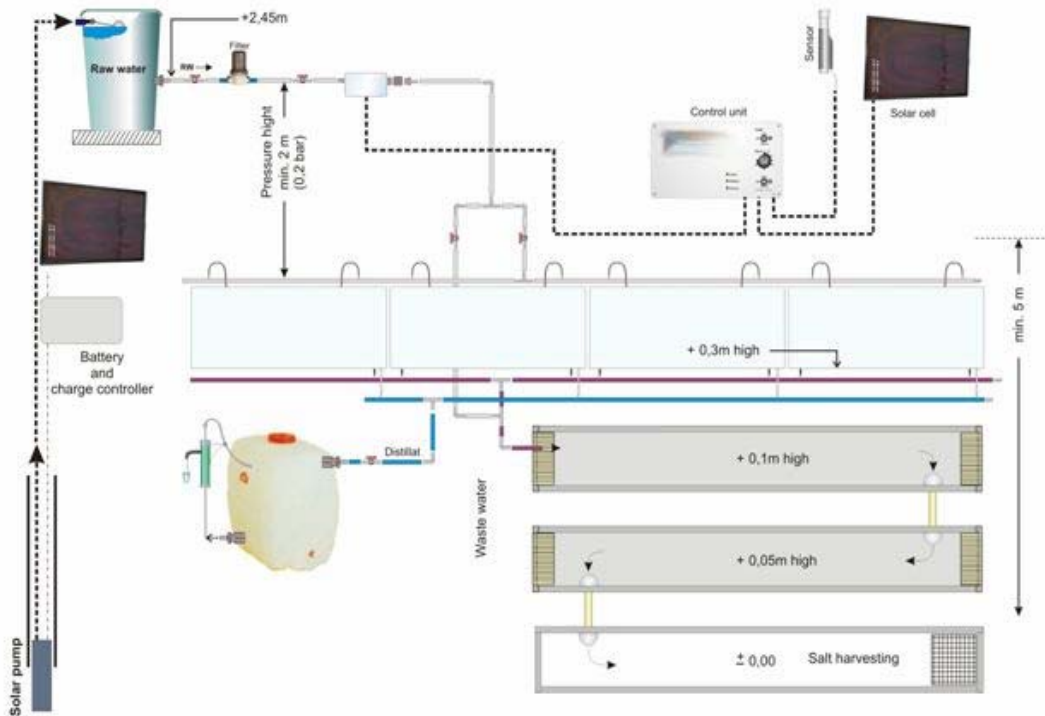 +2,45m
Filter
Raw water
RW
Sensor
Solar cell
Control unit
Pressure hight
min. 2 m
(0,2 bar)
min. 5 m
Battery
and
charge controller
+ 0,3m high
Distillat
+ 0,1m high
Waste water
+ 0,05m high
Solar pump
± 0,00
Salt harvesting